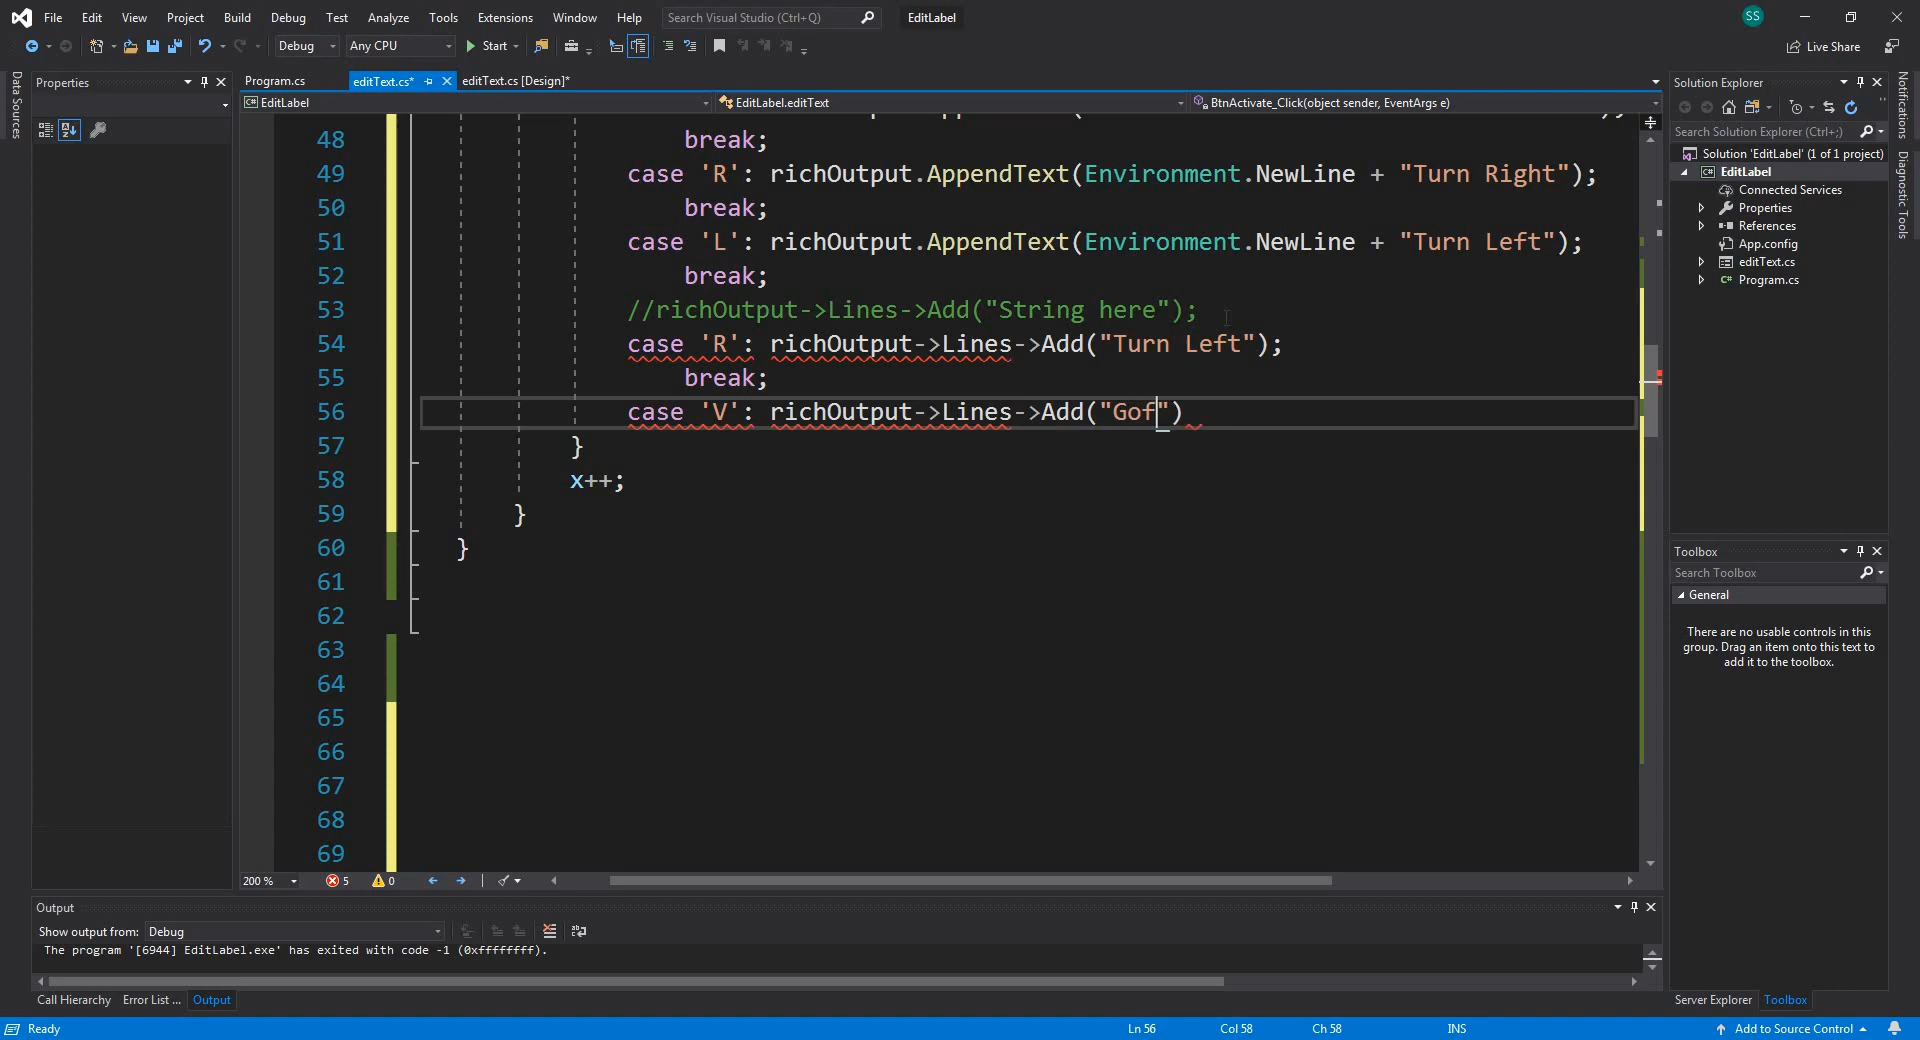 File Edit View Project Build Debug Test Analyze Tools Extensions Window Help Search Visual Studio (Ctrl+Q) EditLabel SS
Debug Any CPU Start Live Share
Data Sources
Properties
Program.cs editText.cs* editText.cs [Design]*
EditLabel EditLabel.editText BtnActivate_Click(object sender, EventArgs e)
48 break;
49 case 'R': richOutput.AppendText(Environment.NewLine + "Turn Right");
50 break;
51 case 'L': richOutput.AppendText(Environment.NewLine + "Turn Left");
52 break;
53 //richOutput->Lines->Add("String here");
54 case 'R': richOutput->Lines->Add("Turn Left");
55 break;
56 case 'V': richOutput->Lines->Add("Gof")
57 }
58 x++;
59 }
60 }
61
62
63
64
65
66
67
68
69
200 % 5 0
Output
Show output from: Debug
The program '[6944] EditLabel.exe' has exited with code -1 (0xffffffff).
Call Hierarchy Error List ... Output
Solution Explorer
Search Solution Explorer (Ctrl+;)
Solution 'EditLabel' (1 of 1 project)
EditLabel
Connected Services
Properties
References
App.config
editText.cs
Program.cs
Toolbox
Search Toolbox
General
There are no usable controls in this
group. Drag an item onto this text to
add it to the toolbox.
Server Explorer Toolbox
Notifications
Diagnostic Tools
Ready Ln 56 Col 58 Ch 58 INS Add to Source Control